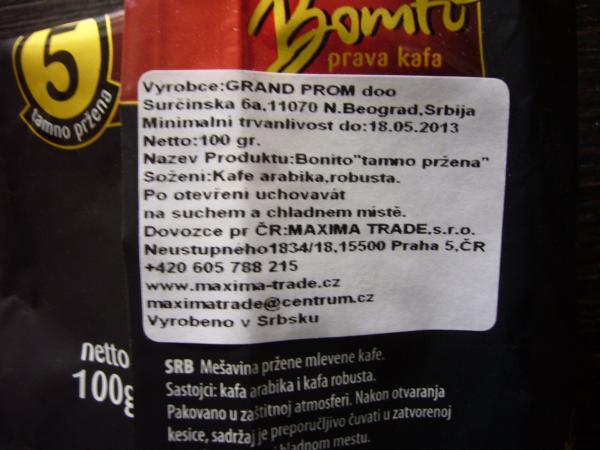 5
tamno pržena
prava kafa
Vyrobce:GRAND PROM doo
Surčinska 6a,11070 N.Beograd,Srbija
Minimalni trvanlivost do:18.05.2013
Netto:100 gr.
Nazev Produktu:Bonito"tamno pržena"
Soženi:Kafe arabika,robusta.
Po otevřeni uchovavát
na suchem a chladnem mistě.
Dovozce pr ČR:MAXIMA TRADE,s.r.o.
Neustupného1834/18,15500 Praha 5,ČR
+420 605 788 215
www.maxima-trade.cz
maximatrade@centrum.cz
Vyrobeno v Srbsku
netto
100g
SRB Mešavina pržene mlevene kafe.
Sastojci: kafa arabika i kafa robusta.
Pakovano u zaštitnoj atmosferi. Nakon otvaranja
kesice, sadržaj je preporučljivo čuvati u zatvorenoj
hladnom mestu.